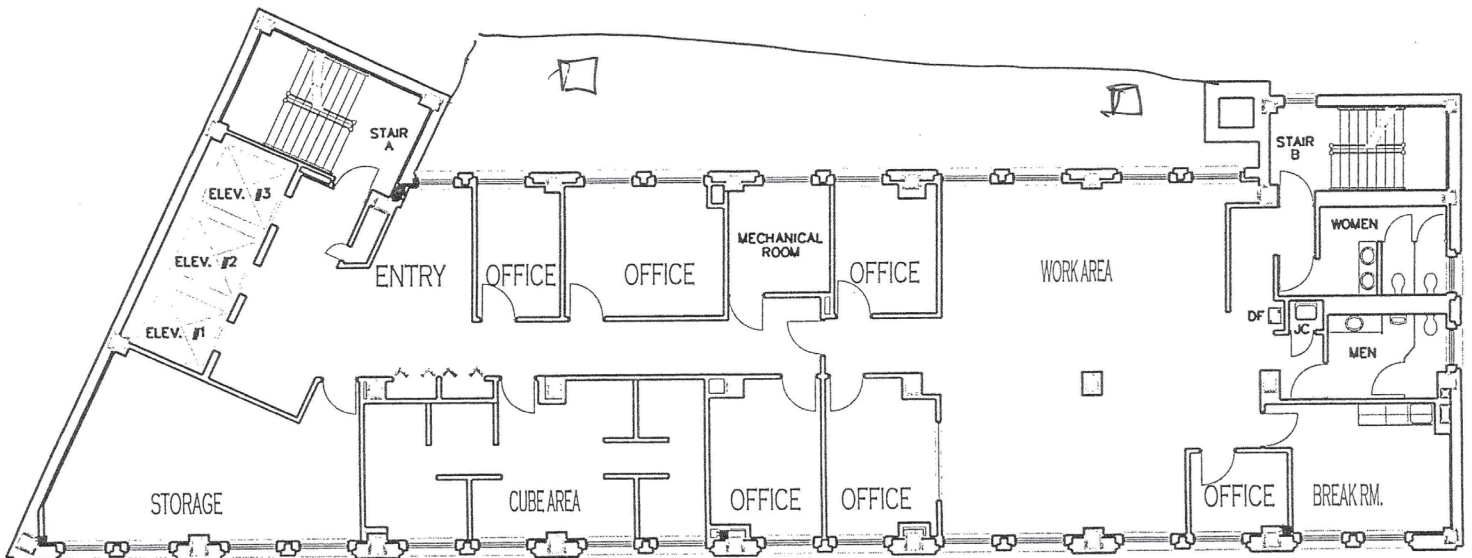 STAIR
A
STAIR
B
ELEV. #3
ELEV. #2
ELEV. #1
ENTRY
OFFICE
OFFICE
MECHANICAL
ROOM
OFFICE
WORK AREA
WOMEN
DF
JC
MEN
STORAGE
CUBE AREA
OFFICE
OFFICE
OFFICE
BREAK RM.